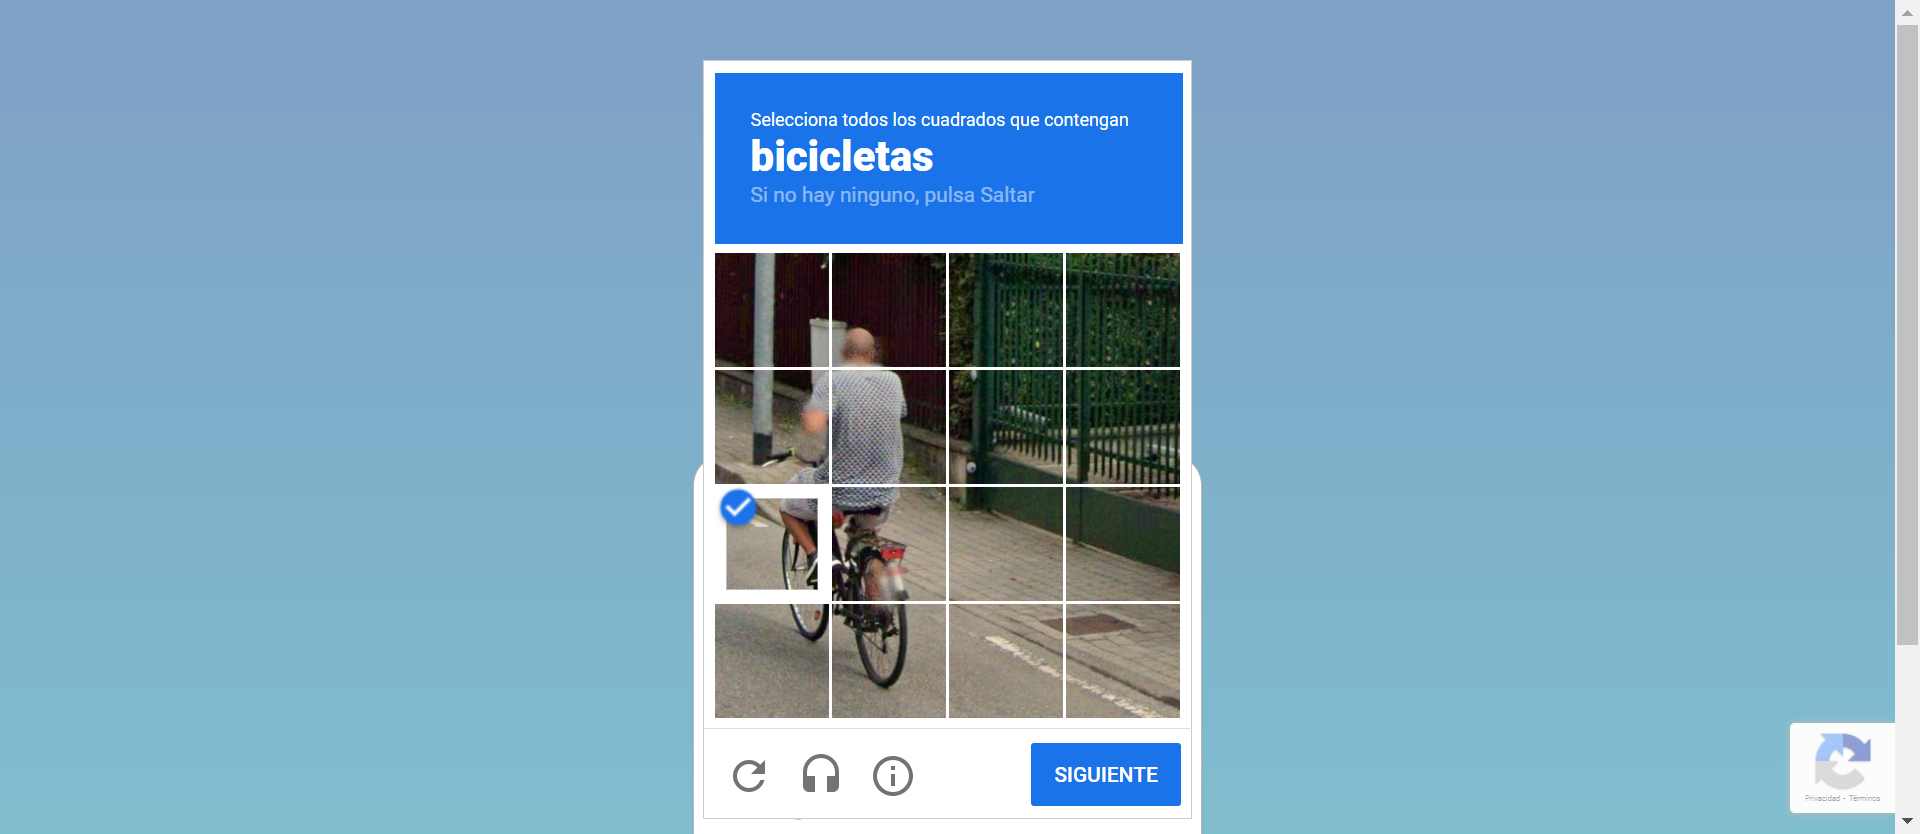 Selecciona todos los cuadrados que contengan
bicicletas
Si no hay ninguno, pulsa Saltar
SIGUIENTE
Privacidad - Términos